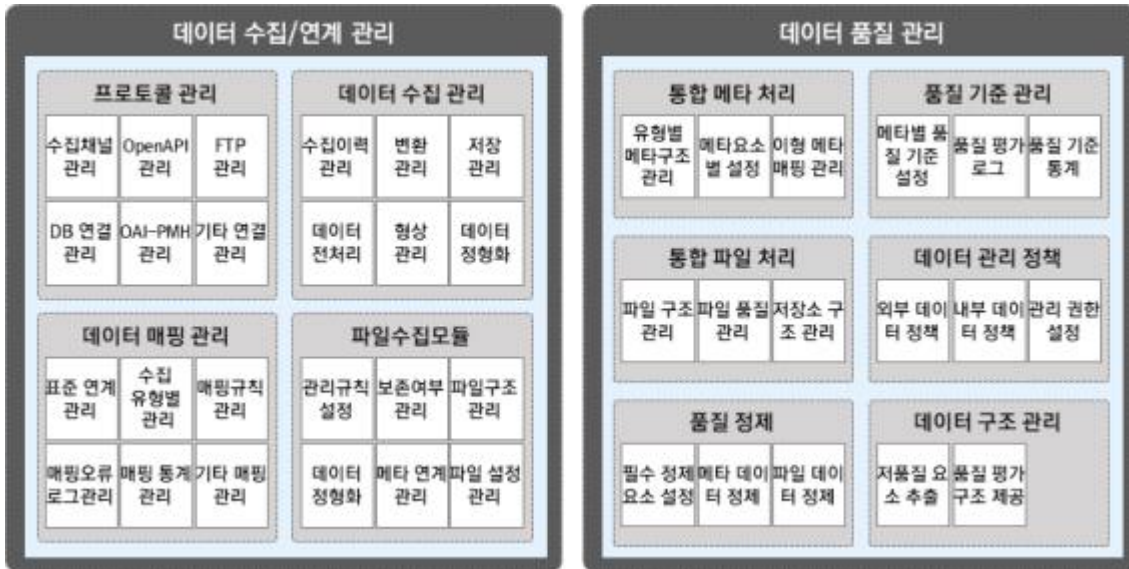 데이터 수집/연계 관리
프로토콜 관리
수집채널
관리
OpenAPI
관리
FTP
관리
DB 연결
관리
OAI-PMH
관리
기타 연결
관리
데이터 수집 관리
수집이력
관리
변환
관리
저장
관리
데이터
전처리
형상
관리
데이터
정형화
데이터 매핑 관리
표준 연계
관리
수집
유형별
관리
매핑규칙
관리
매핑오류
로그관리
매핑 통계
관리
기타 매핑
관리
파일수집모듈
관리규칙
설정
보존여부
관리
파일구조
관리
데이터
정형화
메타 연계
관리
파일 설정
관리
데이터 품질 관리
통합 메타 처리
유형별
메타구조
관리
메타요소
별 설정
이형 메타
매핑 관리
품질 기준 관리
메타별 품
질 기준
설정
품질 평가
로그
품질 기준
통계
통합 파일 처리
파일 구조
관리
파일 품질
관리
저장소 구
조 관리
데이터 관리 정책
외부 데이
터 정책
내부 데이
터 정책
관리 권한
설정
품질 정제
필수 정제
요소 설정
메타 데이
터 정제
파일 데이
터 정제
데이터 구조 관리
저품질 요
소 추출
품질 평가
구조 제공